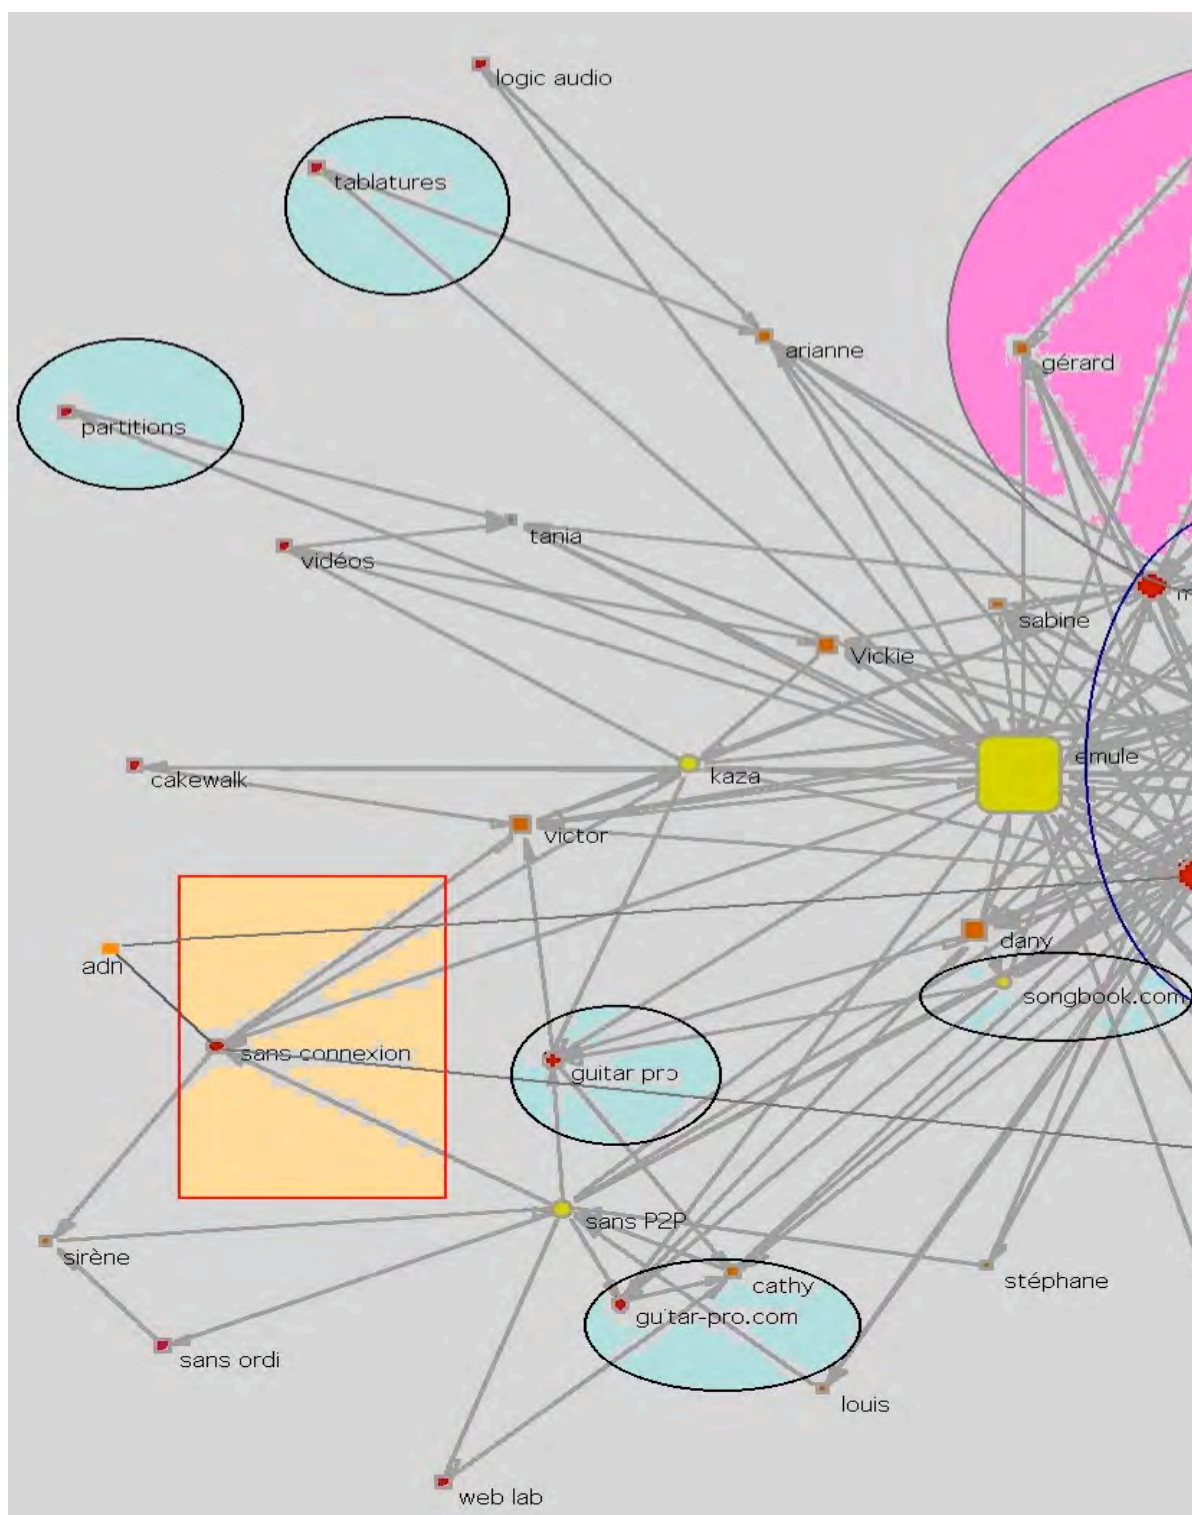 logic audio
tablatures
arianne
gérard
partitions
tania
vidéos
m
sabine
Vickie
emule
kaza
cakewalk
victor
dany
adn
songbook.com
sans connexion
guitar pro
sans P2P
sirène
cathy
stéphane
guitar-pro.com
sans ordi
louis
web lab